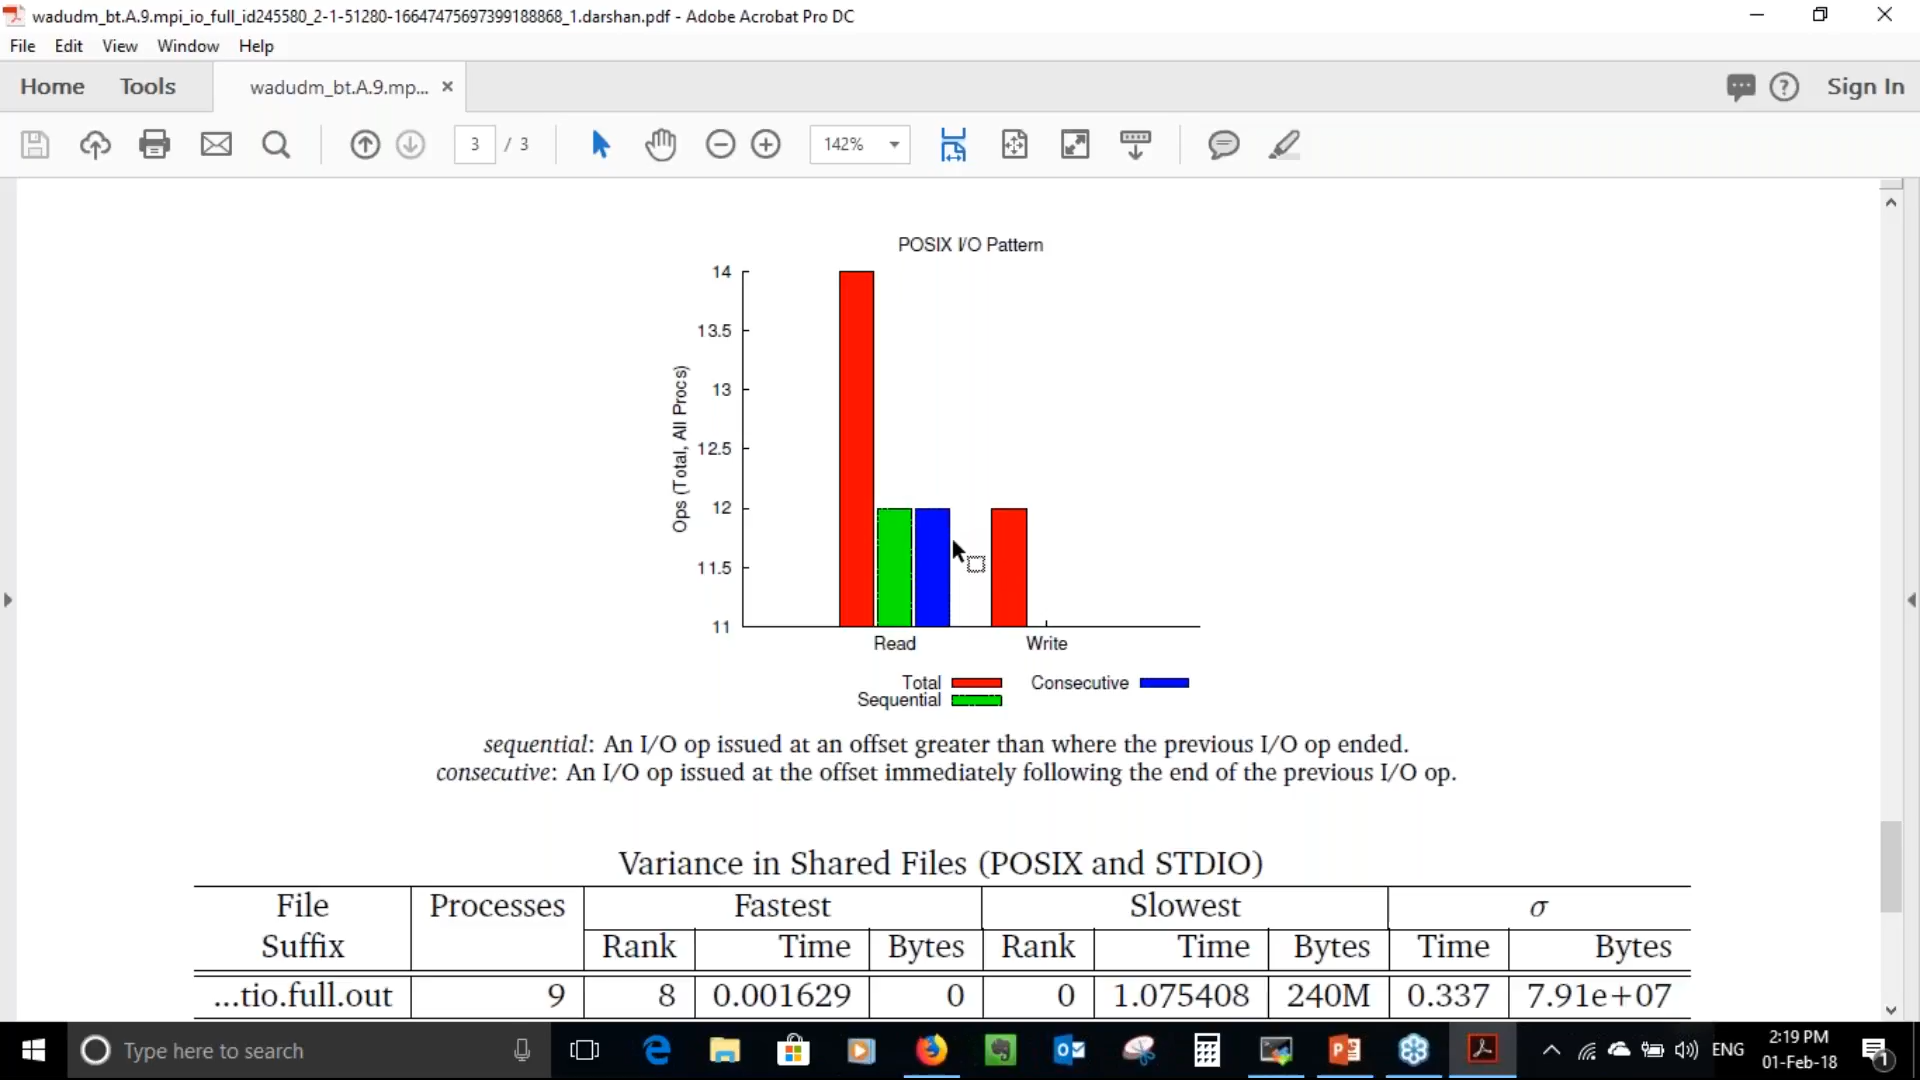 wadudm_bt.A.9.mpi_io_full_id245580_2-1-51280-16647475697399188868_1.darshan.pdf - Adobe Acrobat Pro DC
File Edit View Window Help
Home Tools wadudm_bt.A.9.mp... × Sign In
3 / 3 142%
POSIX I/O Pattern
14
13.5
13
12.5
12
11.5
11
Ops (Total, All Procs)
Read Write
Total Consecutive
Sequential
sequential: An I/O op issued at an offset greater than where the previous I/O op ended.
consecutive: An I/O op issued at the offset immediately following the end of the previous I/O op.
Variance in Shared Files (POSIX and STDIO)
File Processes Fastest Slowest σ
Suffix Rank Time Bytes Rank Time Bytes Time Bytes
...tio.full.out 9 8 0.001629 0 0 1.075408 240M 0.337 7.91e+07
Type here to search ENG 2:19 PM
01-Feb-18 1